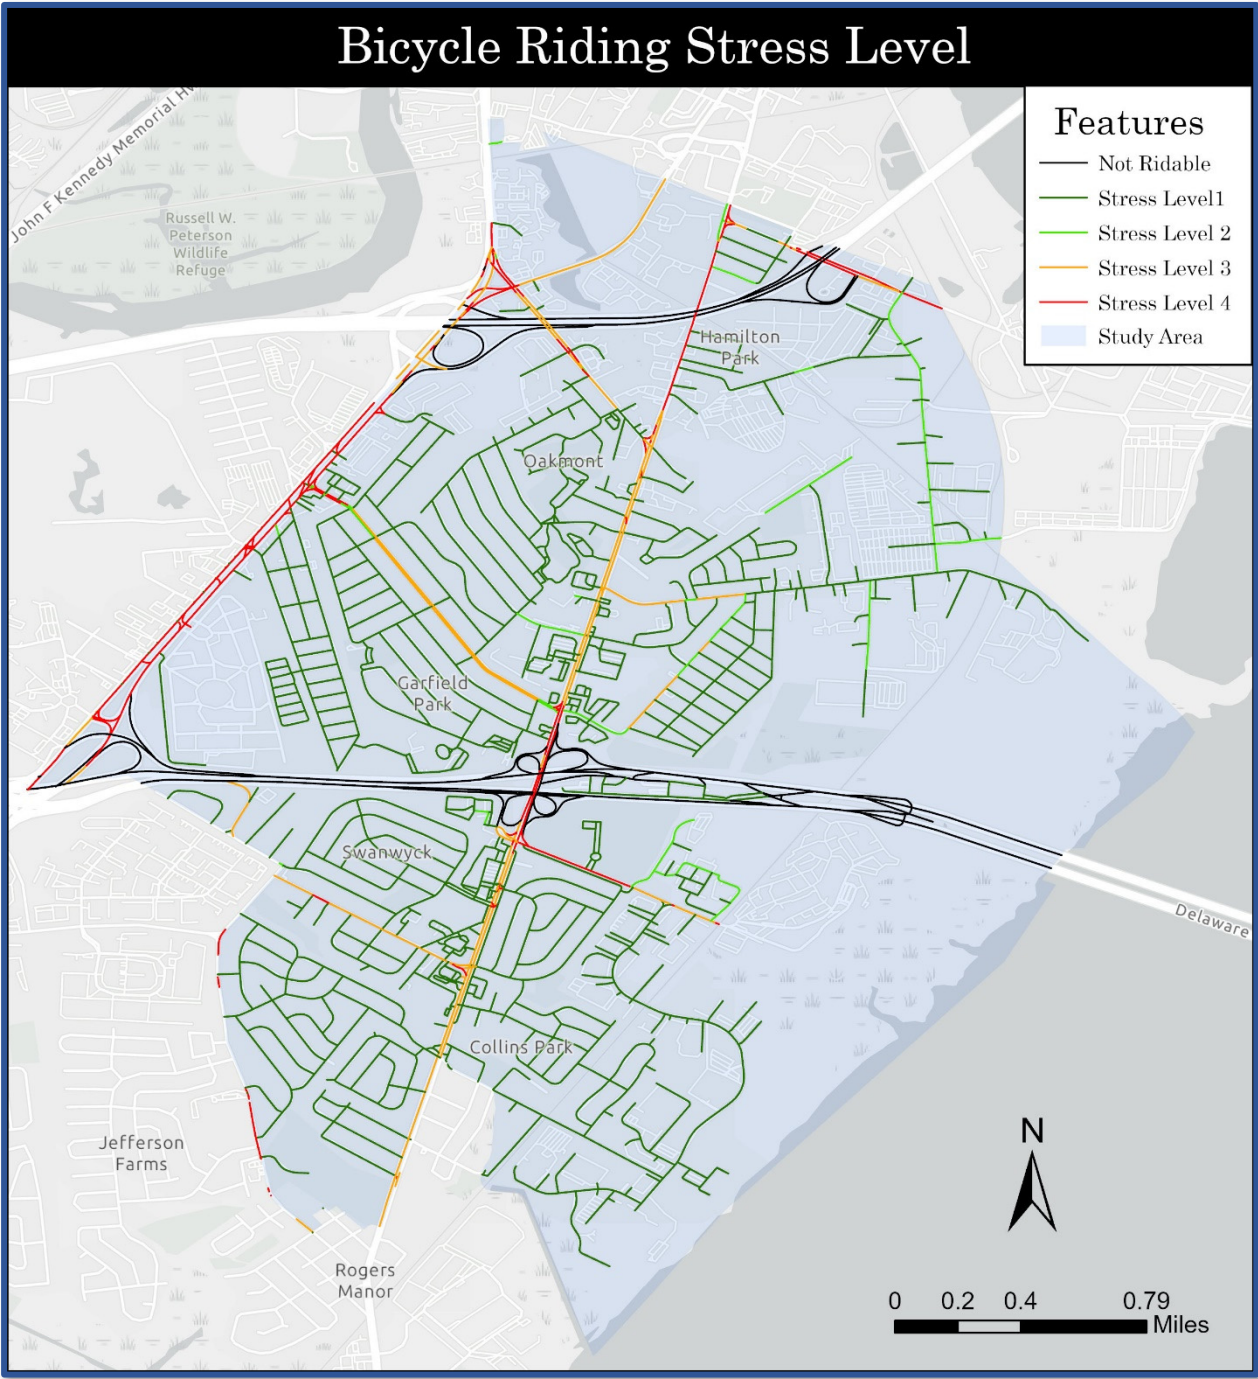 Bicycle Riding Stress Level
Features
Not Ridable
Stress Level1
Stress Level 2
Stress Level 3
Stress Level 4
Study Area
John F Kennedy Memorial
Russell W.
Peterson
Wildlife
Refuge
Hamilton
Park
Oakmont
Garfield
Park
Swanwyck
Delaware
Collins Park
Jefferson
Farms
Rogers
Manor
N
0 0.2 0.4 0.79
Miles